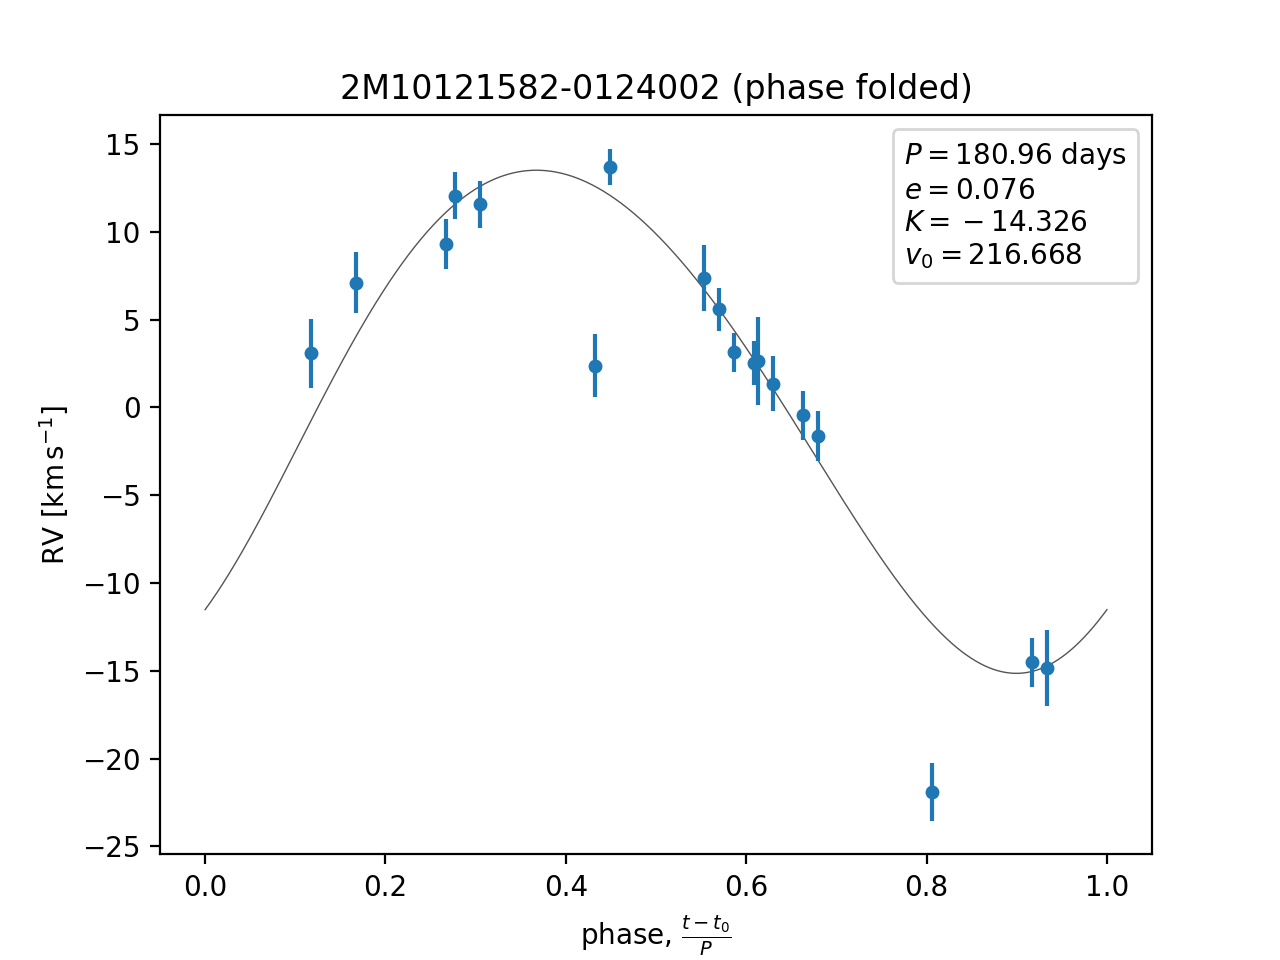 2M10121582-0124002 (phase folded)
P = 180.96 days
e = 0.076
K = −14.326
v₀ = 216.668
15
10
5
0
−5
−10
−15
−20
−25
RV [km s⁻¹]
0.0 0.2 0.4 0.6 0.8 1.0
phase, (t − t₀)/P